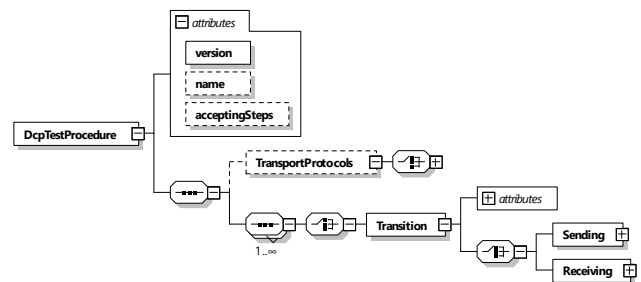 attributes
version
name
acceptingSteps
DcpTestProcedure
TransportProtocols
attributes
Transition
Sending
1..∞
Receiving